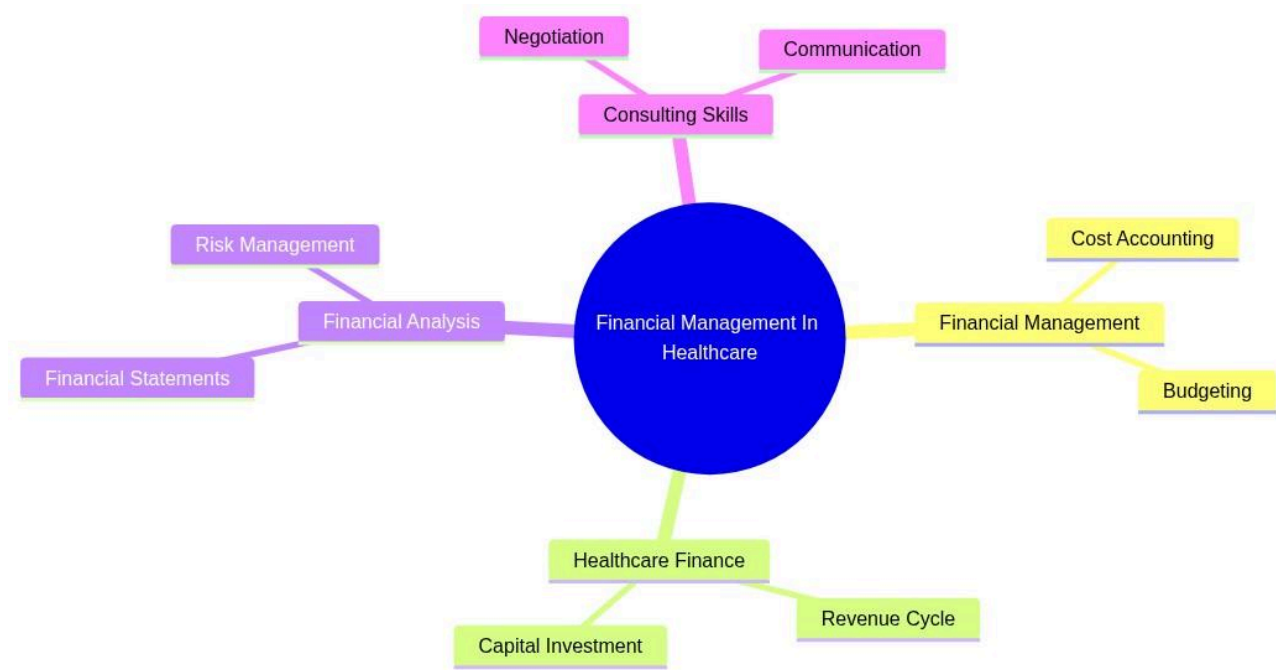 Negotiation
Communication
Consulting Skills
Risk Management
Cost Accounting
Financial Analysis
Financial Management In
Healthcare
Financial Management
Financial Statements
Budgeting
Healthcare Finance
Revenue Cycle
Capital Investment